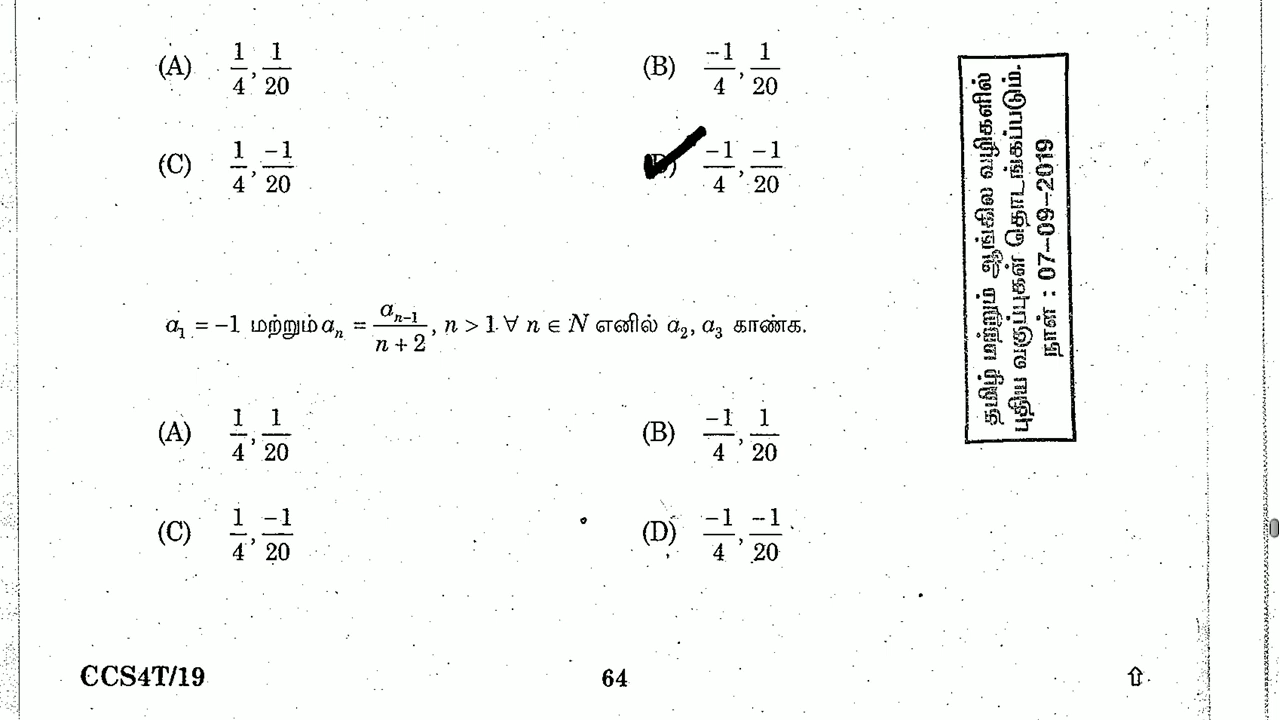 (A) 1/4, 1/20 (B) -1/4, 1/20
(C) 1/4, -1/20 (D) -1/4, -1/20
a₁ = -1 மற்றும் aₙ = aₙ₋₁/(n + 2), n > 1 ∀ n ∈ N எனில் a₂, a₃ காண்க.
(A) 1/4, 1/20 (B) -1/4, 1/20
(C) 1/4, -1/20 (D) -1/4, -1/20
CCS4T/19 64 ⇧
தமிழ் மற்றும் ஆங்கில வழிகளில்
புதிய வகுப்புகள் தொடங்கப்படும்.
நாள் : 07-09-2019